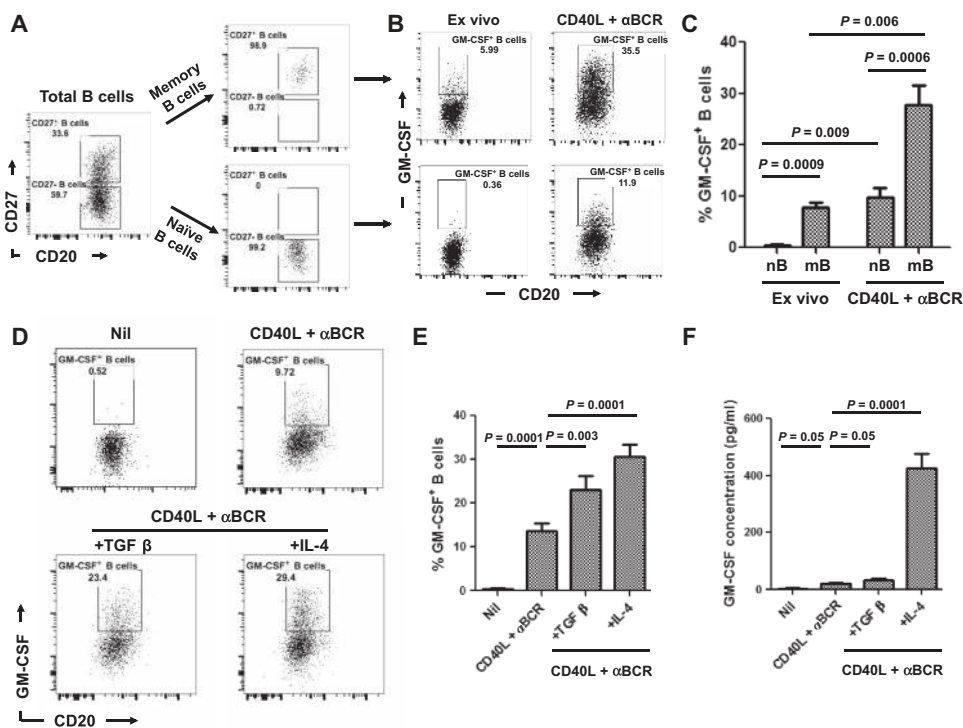 A
Total B cells
CD27⁺ B cells
33.6
CD27- B cells
59.7
CD27
CD20
Memory
B cells
Naïve
B cells
CD27⁺ B cells
98.9
CD27- B cells
0.72
CD27⁺ B cells
0
CD27- B cells
99.2
B
Ex vivo
CD40L + αBCR
GM-CSF⁺ B cells
5.99
GM-CSF⁺ B cells
35.5
GM-CSF⁺ B cells
0.36
GM-CSF⁺ B cells
11.9
GM-CSF
CD20
C
P = 0.006
P = 0.0006
P = 0.009
P = 0.0009
% GM-CSF⁺ B cells
40
30
20
10
0
nB mB nB mB
Ex vivo CD40L + αBCR
D
Nil
CD40L + αBCR
GM-CSF⁺ B cells
0.52
GM-CSF⁺ B cells
9.72
CD40L + αBCR
+TGF β
+IL-4
GM-CSF⁺ B cells
23.4
GM-CSF⁺ B cells
29.4
GM-CSF
CD20
E
P = 0.0001
P = 0.0001 P = 0.003
% GM-CSF⁺ B cells
40
30
20
10
0
Nil
CD40L + αBCR
+TGF β
+IL-4
CD40L + αBCR
F
P = 0.0001
P = 0.05 P = 0.05
GM-CSF concentration (pg/ml)
600
400
200
0
Nil
CD40L + αBCR
+TGF β
+IL-4
CD40L + αBCR